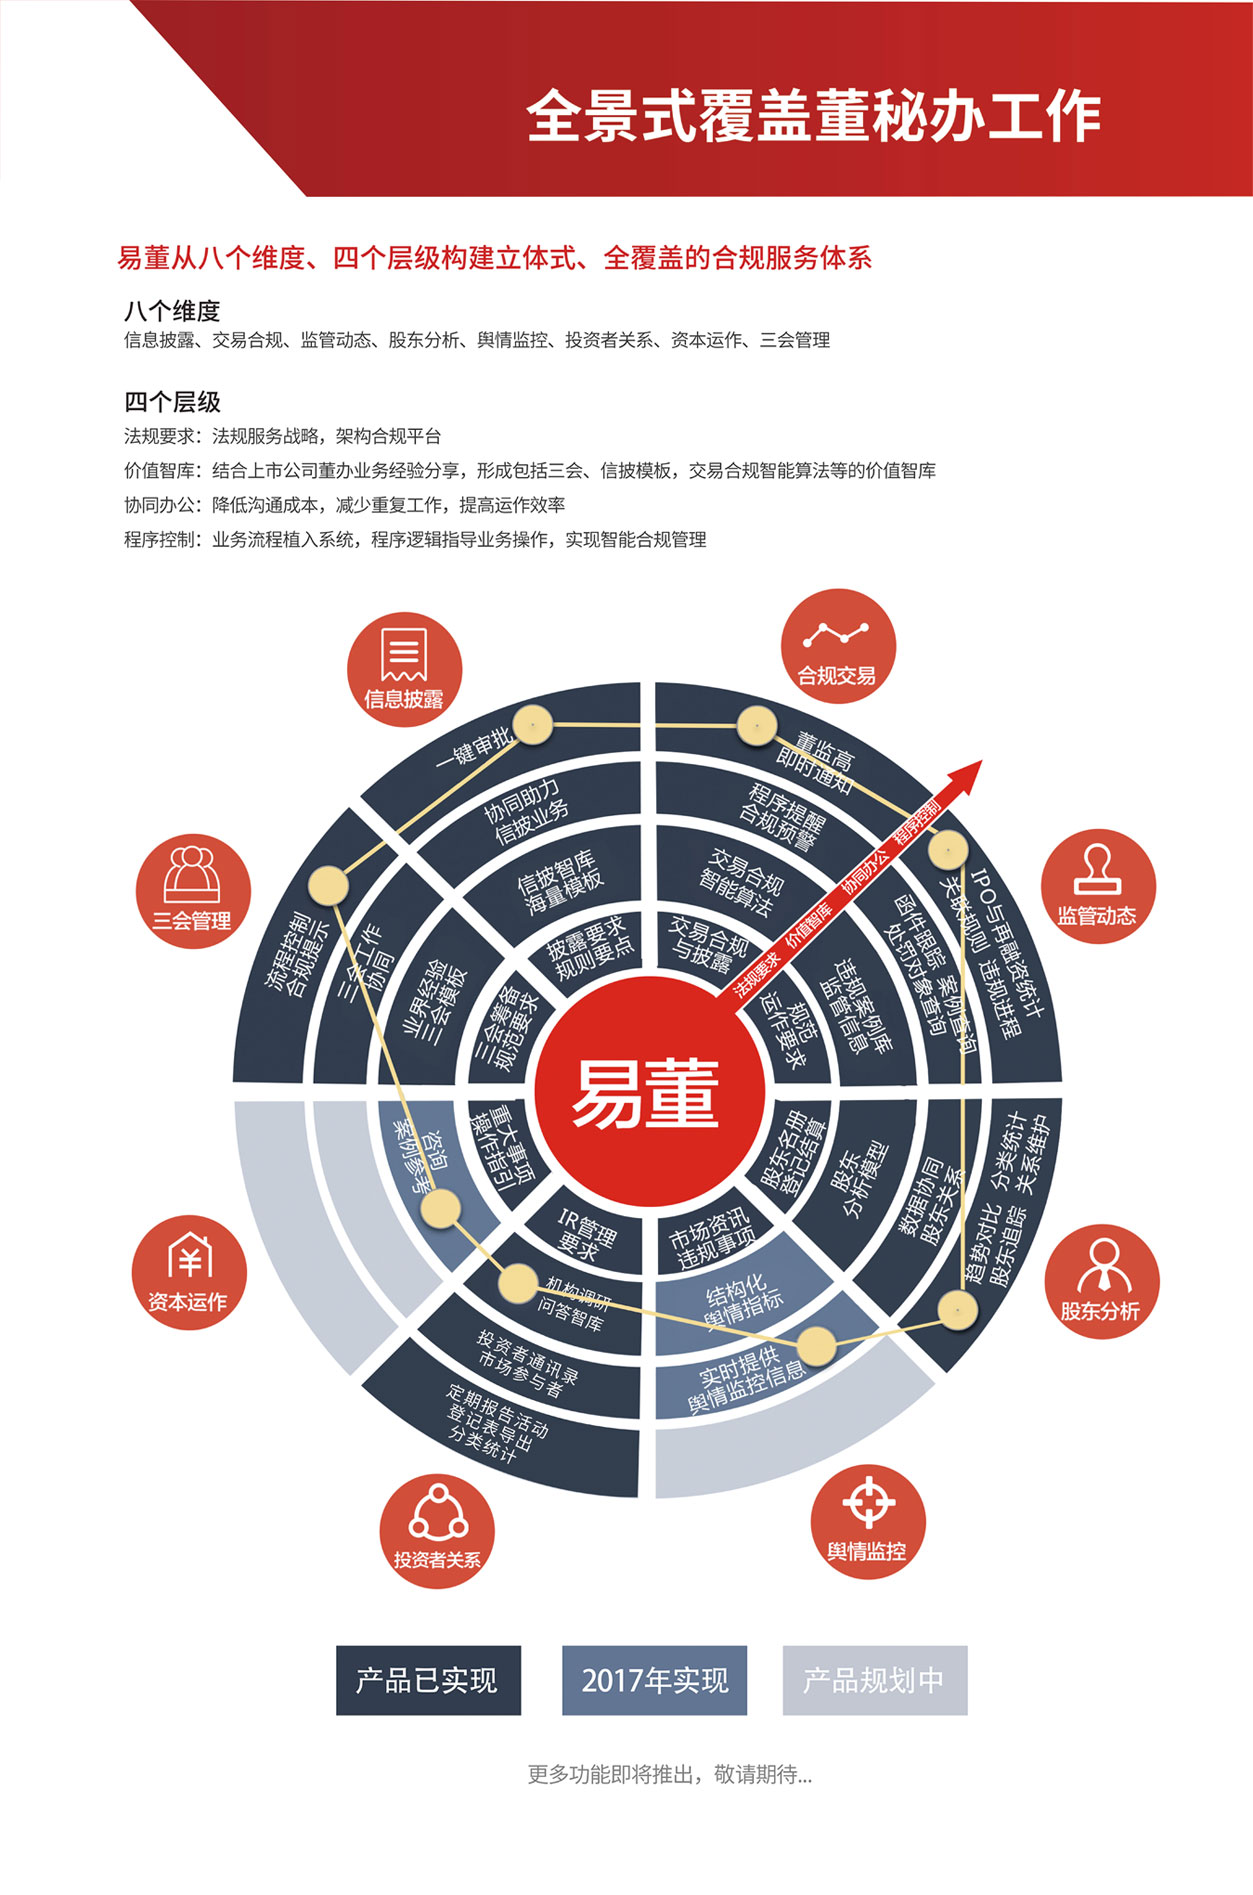 全景式覆盖董秘办工作
易董从八个维度、四个层级构建立体式、全覆盖的合规服务体系
八个维度
信息披露、交易合规、监管动态、股东分析、舆情监控、投资者关系、资本运作、三会管理
四个层级
法规要求：法规服务战略，架构合规平台
价值智库：结合上市公司董办业务经验分享，形成包括三会、信披模板，交易合规智能算法等的价值智库
协同办公：降低沟通成本，减少重复工作，提高运作效率
程序控制：业务流程植入系统，程序逻辑指导业务操作，实现智能合规管理
信息披露
合规交易
三会管理
监管动态
资本运作
股东分析
投资者关系
舆情监控
一键审批
协同助力
信披业务
信披智库
海量模板
披露要求
规则要点
董监高
即时通知
程序提醒
合规预警
交易合规
智能算法
交易合规
与披露
法规要求 价值智库 协同办公 程序控制
IPO与再融资统计
关联规则 违规进程
函件跟踪 案例查询
处罚对象查询
违规案例库
监管信息
规范
运作要求
流程控制
合规提示
三会工作
协同
业界经验
三会模板
三会筹备
规范要求
易董
重大事项
操作指引
咨询
案例参考
IR管理
要求
机构调研
问答智库
投资者通讯录
市场参与者
定期报告活动
登记表导出
分类统计
市场资讯
违规事项
结构化
舆情指标
实时提供
舆情监控信息
股东名册
登记结算
股东
分析模型
数据协同
股东关系
趋势对比 分类统计
股东追踪 关系维护
产品已实现
2017年实现
产品规划中
更多功能即将推出，敬请期待...